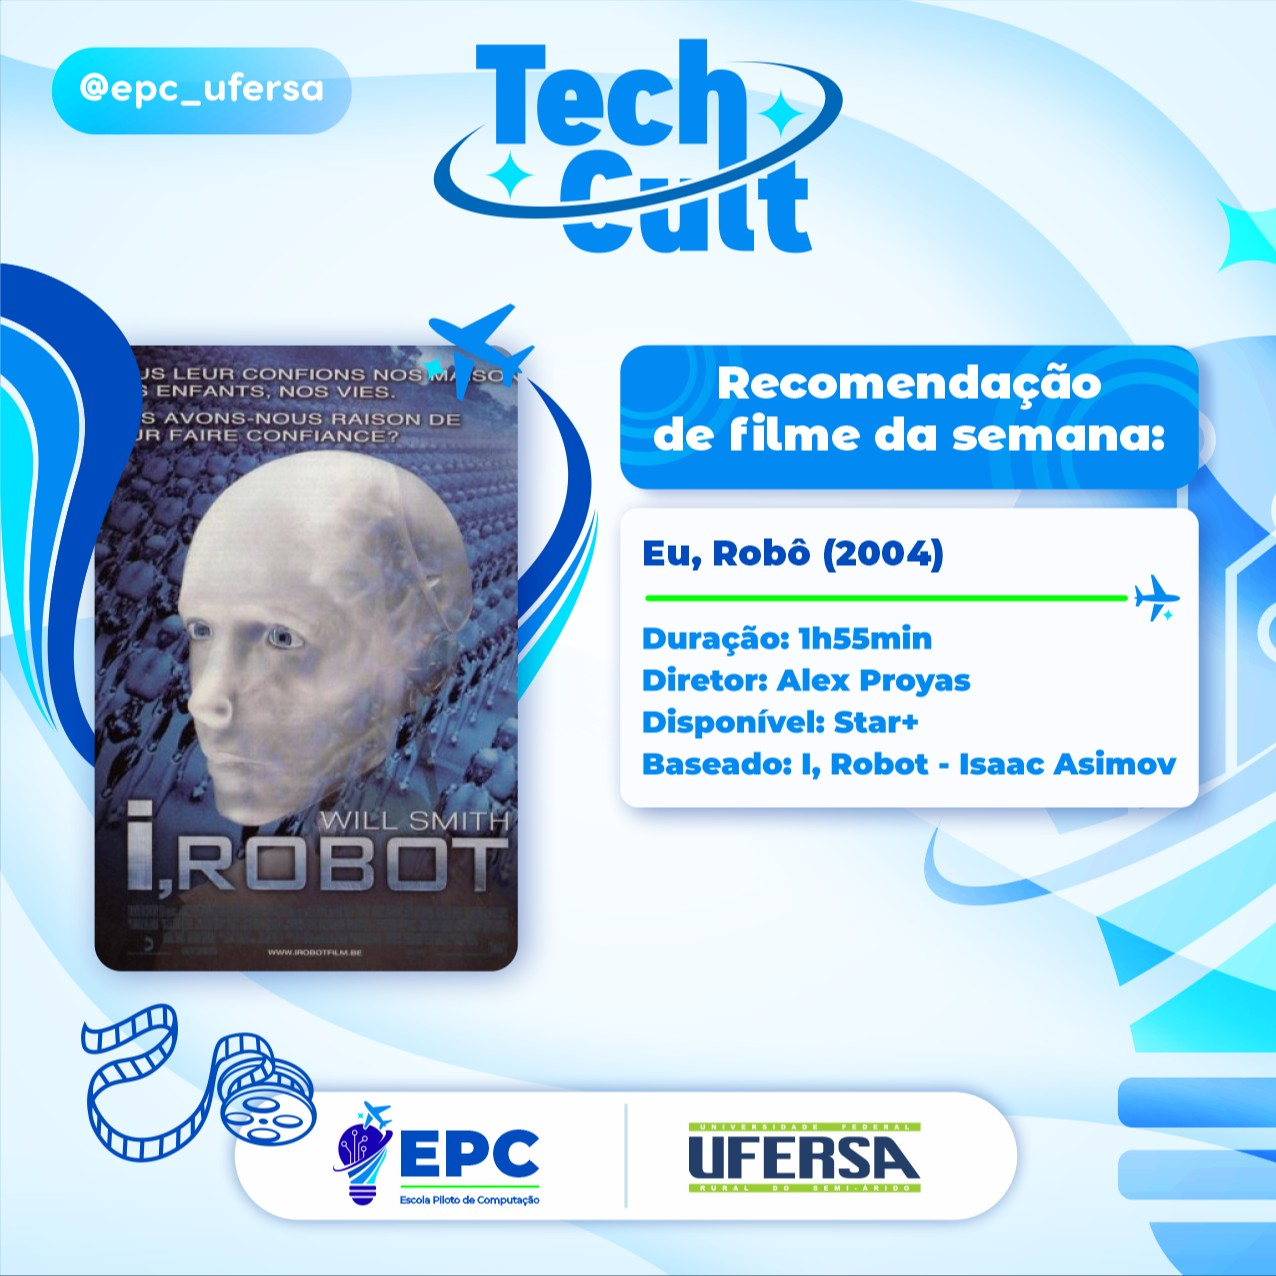 @epc_ufersa
Tech
Cult
US LEUR CONFIONS NOS MAISO
S ENFANTS, NOS VIES.
S AVONS-NOUS RAISON DE
UR FAIRE CONFIANCE?
WILL SMITH
i,ROBOT
WWW.IROBOTFILM.BE
Recomendação
de filme da semana:
Eu, Robô (2004)
Duração: 1h55min
Diretor: Alex Proyas
Disponível: Star+
Baseado: I, Robot - Isaac Asimov
EPC
Escola Piloto de Computação
UNIVERSIDADE FEDERAL
UFERSA
RURAL DO SEMI-ÁRIDO